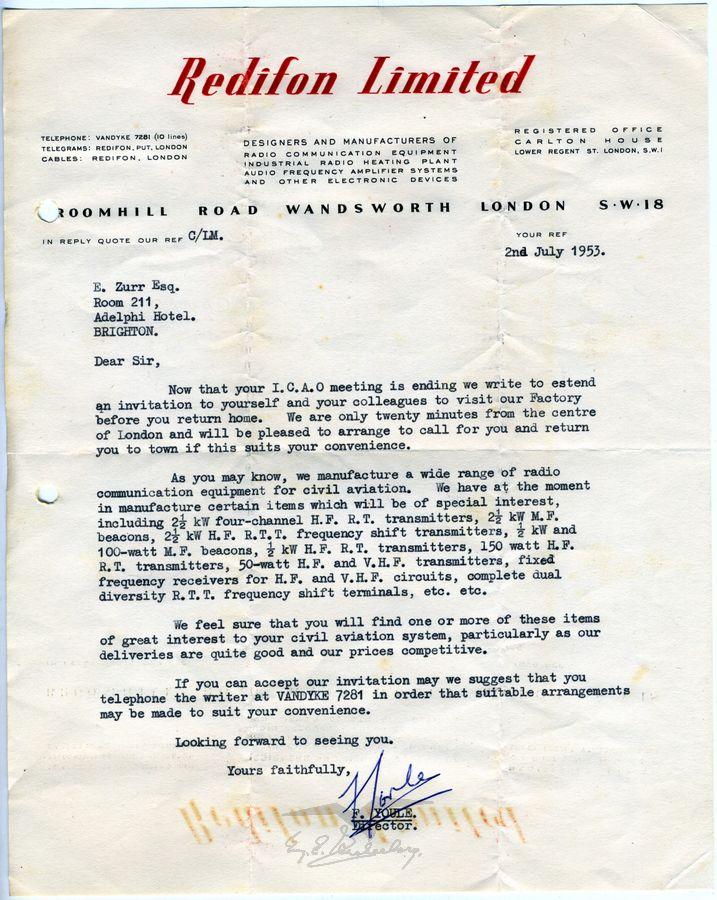 Redifon Limited
TELEPHONE: VANDYKE 7281 (10 lines)
TELEGRAMS: REDIFON, PUT, LONDON
CABLES: REDIFON, LONDON
DESIGNERS AND MANUFACTURERS OF
RADIO COMMUNICATION EQUIPMENT
INDUSTRIAL RADIO HEATING PLANT
AUDIO FREQUENCY AMPLIFIER SYSTEMS
AND OTHER ELECTRONIC DEVICES
REGISTERED OFFICE
CARLTON HOUSE
LOWER REGENT ST. LONDON, S.W.I
ROOMHILL ROAD WANDSWORTH LONDON S·W·18
IN REPLY QUOTE OUR REF C/LM.
YOUR REF
2nd July 1953.
E. Zurr Esq.
Room 211,
Adelphi Hotel.
BRIGHTON.
Dear Sir,
Now that your I.C.A.O meeting is ending we write to estend
an invitation to yourself and your colleagues to visit our Factory
before you return home. We are only twenty minutes from the centre
of London and will be pleased to arrange to call for you and return
you to town if this suits your convenience.
As you may know, we manufacture a wide range of radio
communication equipment for civil aviation. We have at the moment
in manufacture certain items which will be of special interest,
including 2½ kW four-channel H.F. R.T. transmitters, 2½ kW M.F.
beacons, 2½ kW H.F. R.T.T. frequency shift transmitters, ½ kW and
100-watt M.F. beacons, ½ kW H.F. R.T. transmitters, 150 watt H.F.
R.T. transmitters, 50-watt H.F. and V.H.F. transmitters, fixed
frequency receivers for H.F. and V.H.F. circuits, complete dual
diversity R.T.T. frequency shift terminals, etc. etc.
We feel sure that you will find one or more of these items
of great interest to your civil aviation system, particularly as our
deliveries are quite good and our prices competitive.
If you can accept our invitation may we suggest that you
telephone the writer at VANDYKE 7281 in order that suitable arrangements
may be made to suit your convenience.
Looking forward to seeing you.
Yours faithfully,
F. Youle
F. YOULE.
Director.